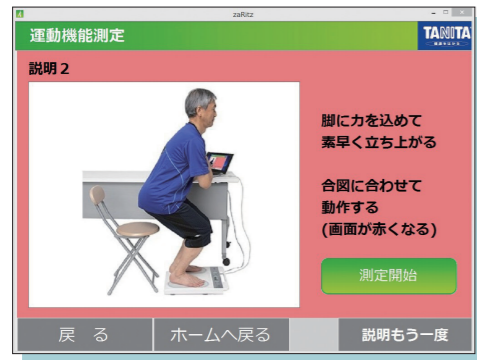 zaRitz
運動機能測定
TANITA
説明2
脚に力を込めて
素早く立ち上がる
合図に合わせて
動作する
(画面が赤くなる)
測定開始
戻 る
ホームへ戻る
説明もう一度